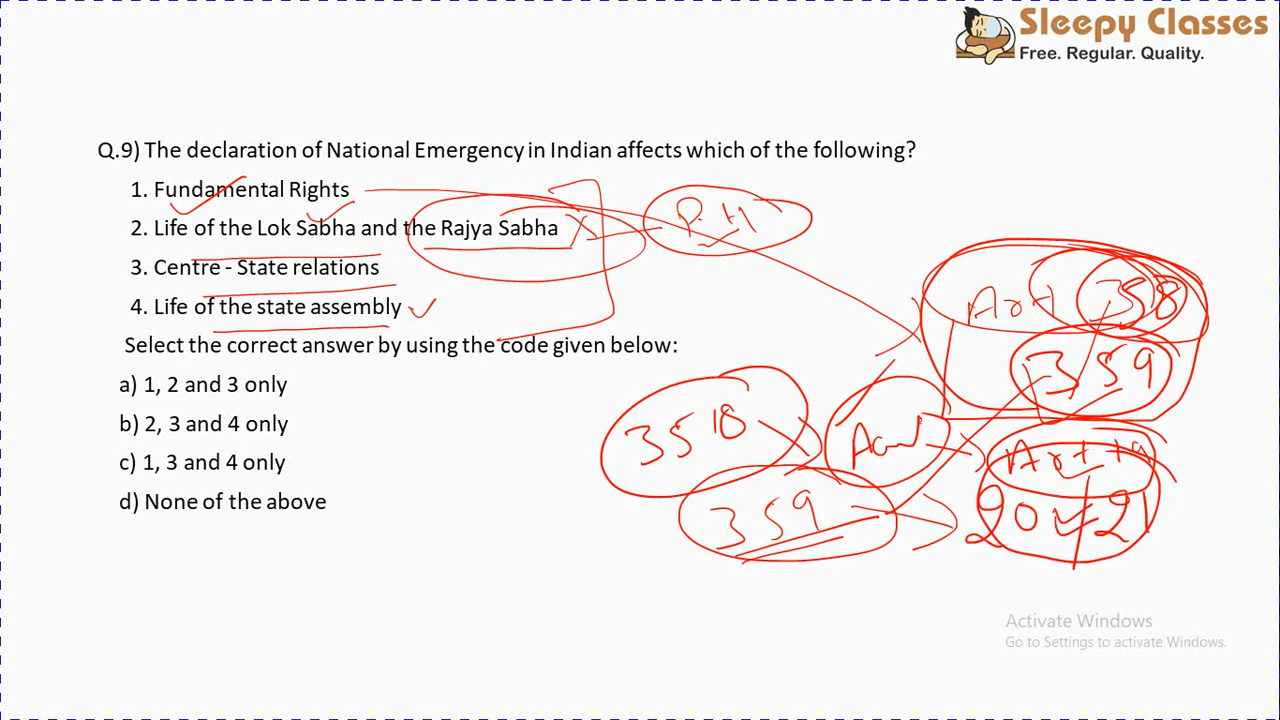 Sleepy Classes
Free. Regular. Quality.
Q.9) The declaration of National Emergency in Indian affects which of the following?
1. Fundamental Rights
2. Life of the Lok Sabha and the Rajya Sabha
P. H
3. Centre - State relations
4. Life of the state assembly
Art 358
Select the correct answer by using the code given below:
359
a) 1, 2 and 3 only
b) 2, 3 and 4 only
358
c) 1, 3 and 4 only
Art 19
d) None of the above
359
20 21
Activate Windows
Go to Settings to activate Windows.